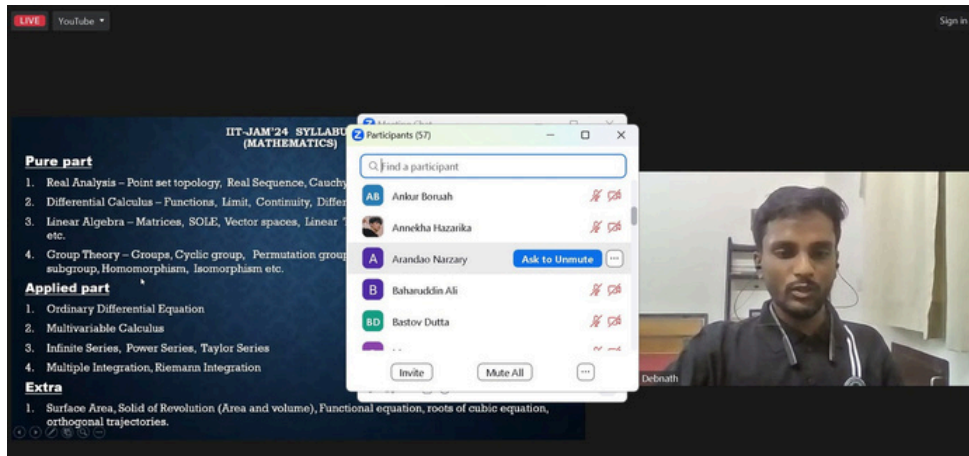 LIVE YouTube
Sign in
IIT-JAM'24 SYLLABU
(MATHEMATICS)
Pure part
1. Real Analysis – Point set topology, Real Sequence, Cauchy
2. Differential Calculus – Functions, Limit, Continuity, Differ
3. Linear Algebra – Matrices, SOLE, Vector spaces, Linear
etc.
4. Group Theory – Groups, Cyclic group, Permutation group
subgroup, Homomorphism, Isomorphism etc.
Applied part
1. Ordinary Differential Equation
2. Multivariable Calculus
3. Infinite Series, Power Series, Taylor Series
4. Multiple Integration, Riemann Integration
Extra
1. Surface Area, Solid of Revolution (Area and volume), Functional equation, roots of cubic equation,
orthogonal trajectories.
Participants (57)
Find a participant
AB Ankur Boruah
Annekha Hazarika
A Arandao Narzary Ask to Unmute
B Baharuddin Ali
BD Bastov Dutta
Invite Mute All
Debnath